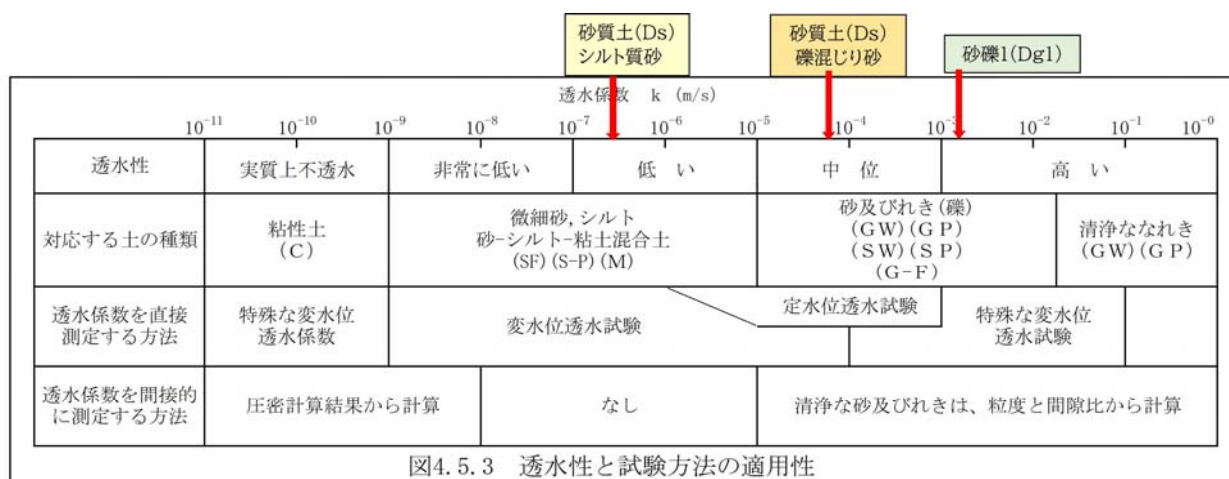 砂質土(Ds)
シルト質砂
砂質土(Ds)
礫混じり砂
砂礫1(Dg1)
透水係数 k (m/s)
10⁻¹¹ 10⁻¹⁰ 10⁻⁹ 10⁻⁸ 10⁻⁷ 10⁻⁶ 10⁻⁵ 10⁻⁴ 10⁻³ 10⁻² 10⁻¹ 10⁻⁰
透水性 実質上不透水 非常に低い 低い 中位 高い
対応する土の種類
粘性土
(C)
微細砂,シルト
砂-シルト-粘土混合土
(SF)(S-P)(M)
砂及びれき(礫)
(GW)(GP)
(SW)(SP)
(G-F)
清浄ななれき
(GW)(GP)
透水係数を直接
測定する方法
特殊な変水位
透水係数
変水位透水試験
定水位透水試験
特殊な変水位
透水試験
透水係数を間接的
に測定する方法
圧密計算結果から計算
なし
清浄な砂及びれきは、粒度と間隙比から計算
図4.5.3 透水性と試験方法の適用性